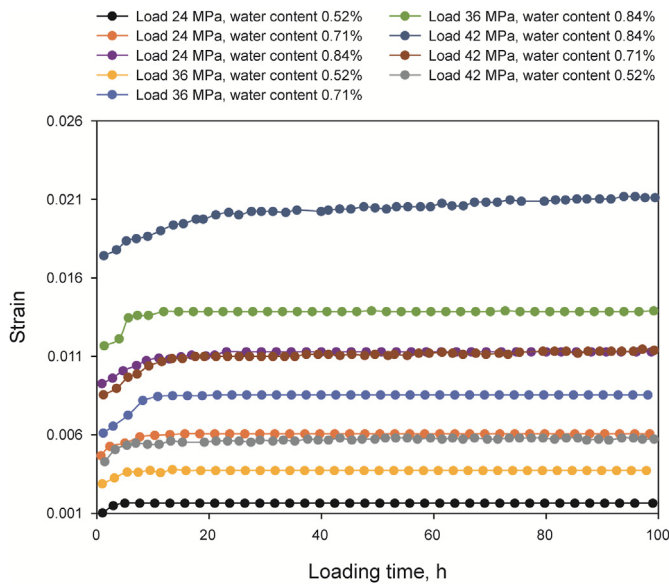 Load 24 MPa, water content 0.52%
Load 24 MPa, water content 0.71%
Load 24 MPa, water content 0.84%
Load 36 MPa, water content 0.52%
Load 36 MPa, water content 0.71%
Load 36 MPa, water content 0.84%
Load 42 MPa, water content 0.84%
Load 42 MPa, water content 0.71%
Load 42 MPa, water content 0.52%
0.026
0.021
0.016
0.011
0.006
0.001
Strain
0 20 40 60 80 100
Loading time, h